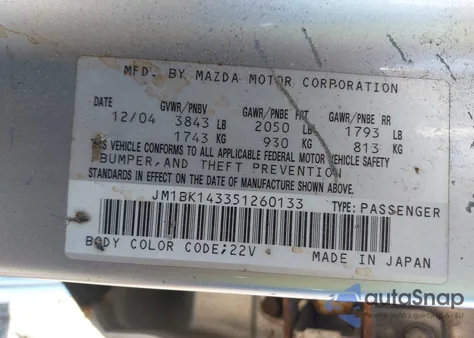 MFD. BY MAZDA MOTOR CORPORATION
DATE GVWR/PNBV GAWR/PNBE FRT GAWR/PNBE RR
12/04 3843 LB 2050 LB 1793 LB
1743 KG 930 KG 813 KG
THIS VEHICLE CONFORMS TO ALL APPLICABLE FEDERAL MOTOR VEHICLE SAFETY
BUMPER, AND THEFT PREVENTION
STANDARDS IN EFFECT ON THE DATE OF MANUFACTURE SHOWN ABOVE.
JM1BK143351260133 TYPE: PASSENGER
BODY COLOR CODE;22V MADE IN JAPAN
autoSnap